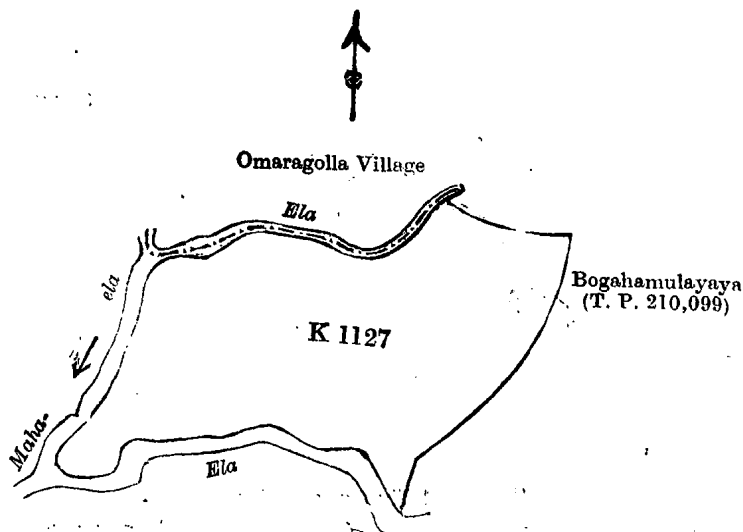 Omaragolla Village
Ela
ela
Bogahamulayaya
(T. P. 210,099)
K 1127
Maha-
Ela